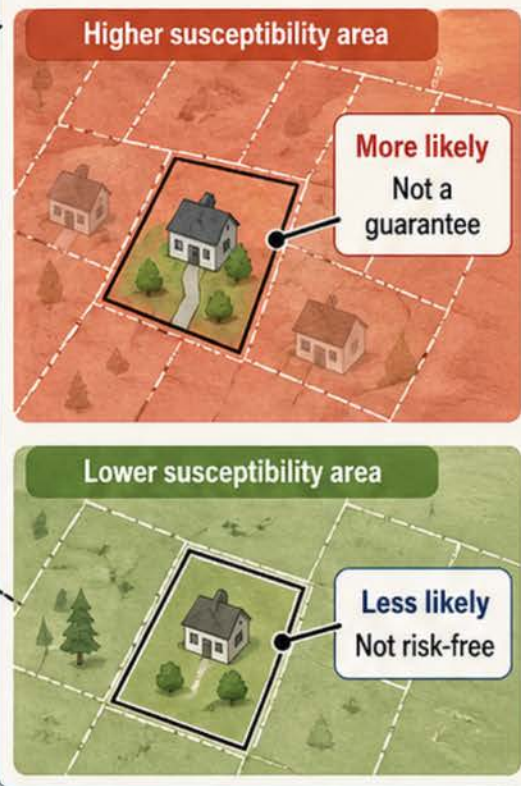 Higher susceptibility area
More likely
Not a
guarantee
Lower susceptibility area
Less likely
Not risk-free